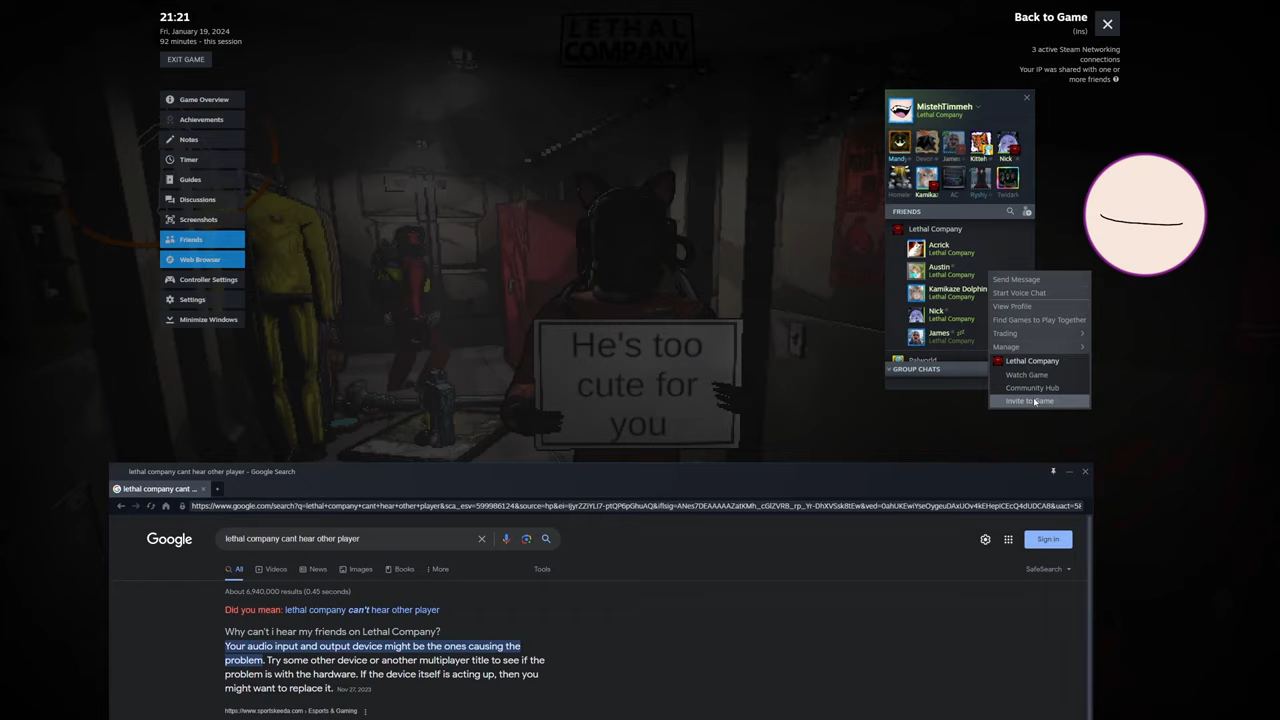 21:21
Fri, January 19, 2024
92 minutes - this session
EXIT GAME
Game Overview
Achievements
Notes
Timer
Guides
Discussions
Screenshots
Friends
Web Browser
Controller Settings
Settings
Minimize Windows
LETHAL
COMPANY
He's too
cute for
you
Back to Game
(Ins)
3 active Steam Networking
connections
Your IP was shared with one or
more friends
MistehTimmeh
Lethal Company
Kitteh
Nick
Kamika
AC
FRIENDS
Lethal Company
Acrick
Lethal Company
Austin
Lethal Company
Kamikaze Dolphin
Lethal Company
Nick
Lethal Company
James
Lethal Company
Palworld
GROUP CHATS
Send Message
Start Voice Chat
View Profile
Find Games to Play Together
Trading
Manage
Lethal Company
Watch Game
Community Hub
Invite to Game
lethal company cant hear other player - Google Search
lethal company cant ...
Google
lethal company cant hear other player
Sign in
All
Videos
News
Images
Books
More
Tools
SafeSearch
About 6,940,000 results (0.45 seconds)
Did you mean: lethal company can't hear other player
Why can't i hear my friends on Lethal Company?
Your audio input and output device might be the ones causing the
problem. Try some other device or another multiplayer title to see if the
problem is with the hardware. If the device itself is acting up, then you
might want to replace it. Nov 27, 2023
https://www.sportskeeda.com › Esports & Gaming